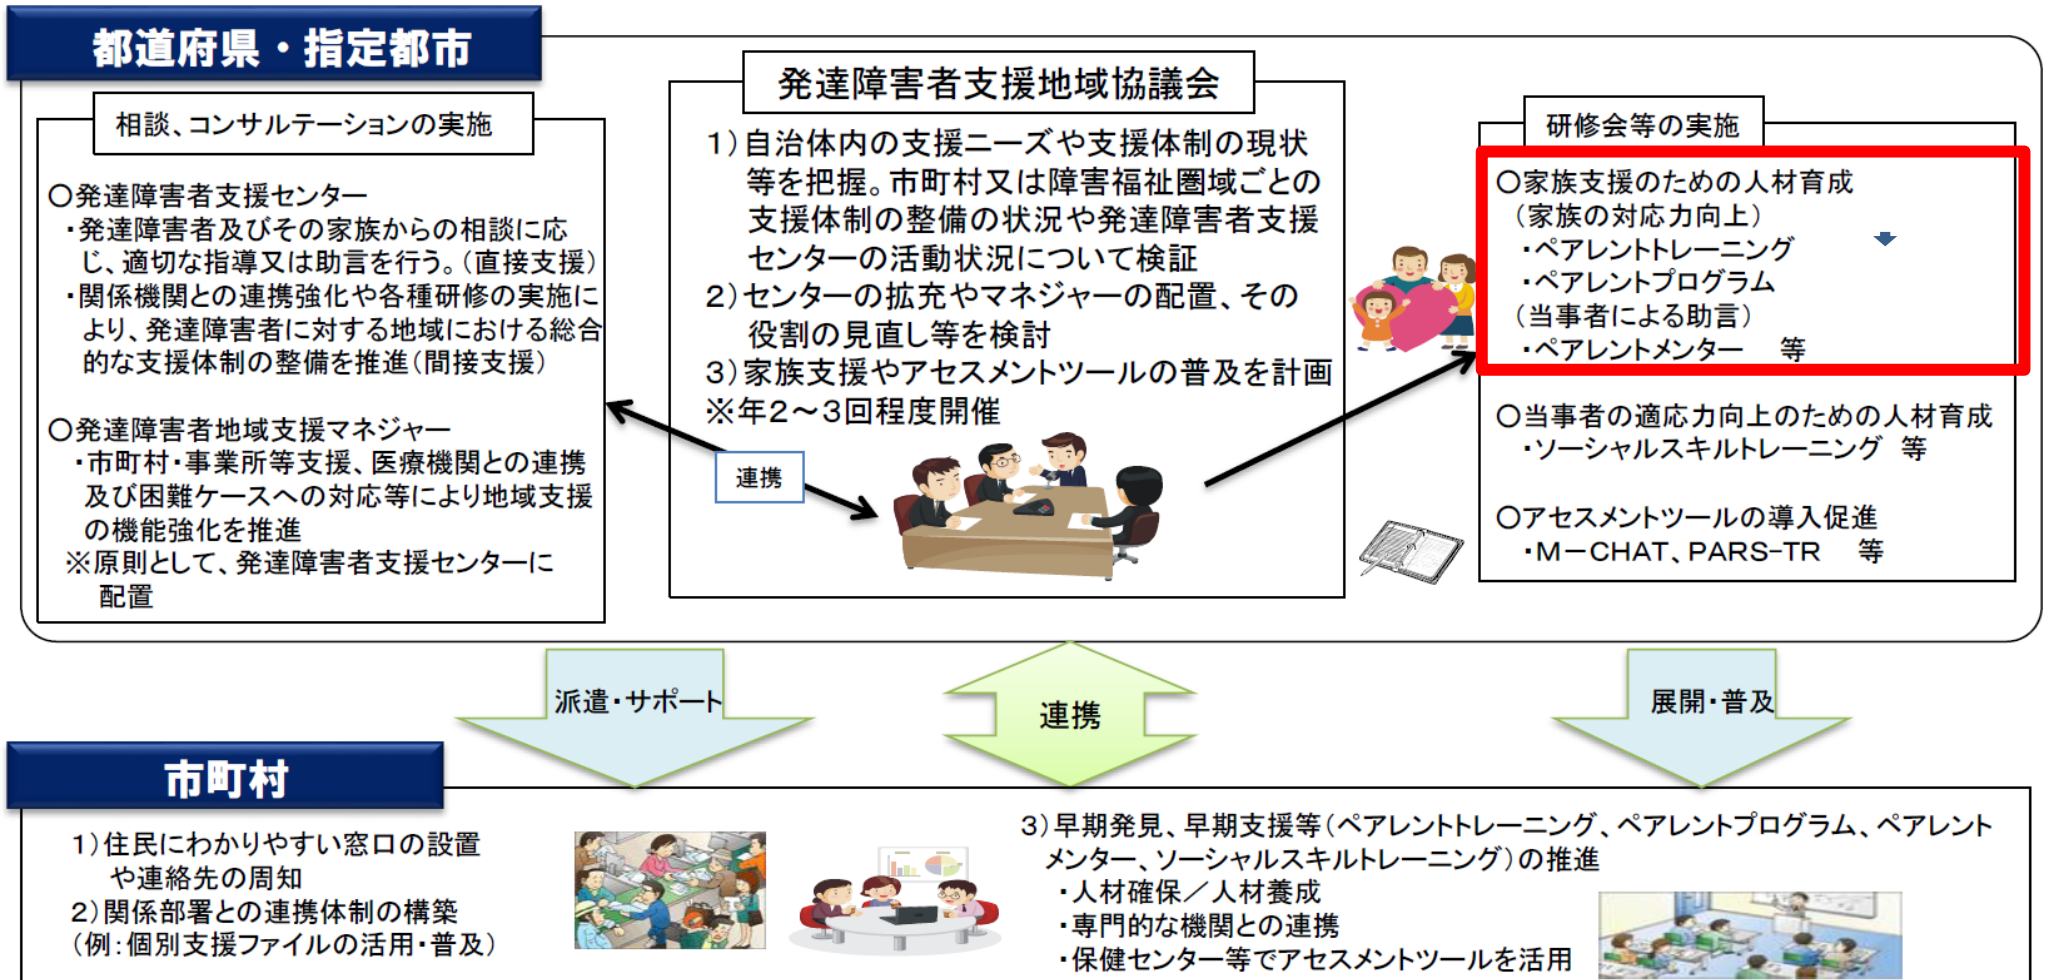 都道府県・指定都市
相談、コンサルテーションの実施
○発達障害者支援センター
・発達障害者及びその家族からの相談に応
じ、適切な指導又は助言を行う。(直接支援)
・関係機関との連携強化や各種研修の実施に
より、発達障害者に対する地域における総合
的な支援体制の整備を推進(間接支援)
○発達障害者地域支援マネジャー
・市町村・事業所等支援、医療機関との連携
及び困難ケースへの対応等により地域支援
の機能強化を推進
※原則として、発達障害者支援センターに
配置
発達障害者支援地域協議会
1)自治体内の支援ニーズや支援体制の現状
等を把握。市町村又は障害福祉圏域ごとの
支援体制の整備の状況や発達障害者支援
センターの活動状況について検証
2)センターの拡充やマネジャーの配置、その
役割の見直し等を検討
3)家族支援やアセスメントツールの普及を計画
※年2~3回程度開催
連携
研修会等の実施
○家族支援のための人材育成
(家族の対応力向上)
・ペアレントトレーニング
・ペアレントプログラム
(当事者による助言)
・ペアレントメンター 等
○当事者の適応力向上のための人材育成
・ソーシャルスキルトレーニング 等
○アセスメントツールの導入促進
・M-CHAT、PARS-TR 等
派遣・サポート
連携
展開・普及
市町村
1)住民にわかりやすい窓口の設置
や連絡先の周知
2)関係部署との連携体制の構築
(例:個別支援ファイルの活用・普及)
3)早期発見、早期支援等(ペアレントトレーニング、ペアレントプログラム、ペアレント
メンター、ソーシャルスキルトレーニング)の推進
・人材確保/人材養成
・専門的な機関との連携
・保健センター等でアセスメントツールを活用